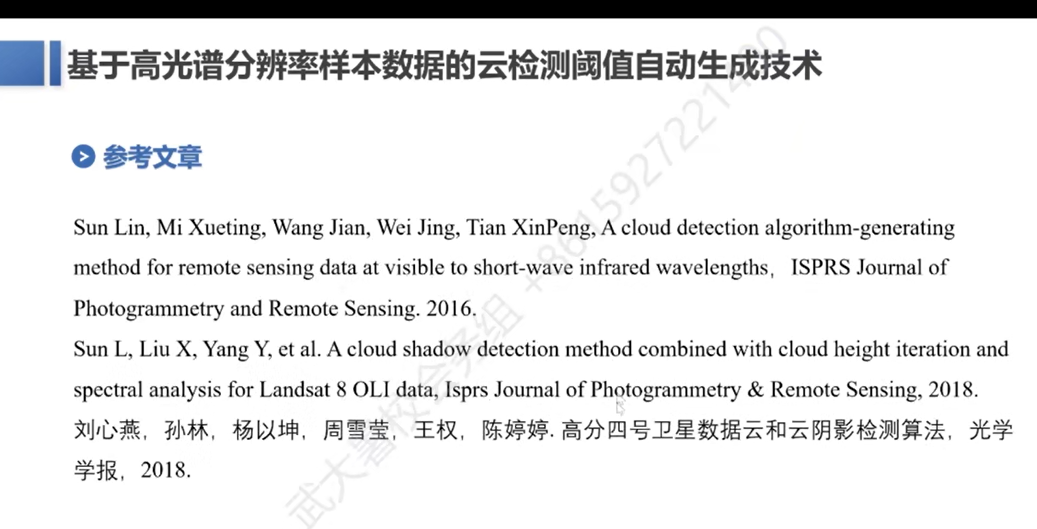 基于高光谱分辨率样本数据的云检测阈值自动生成技术
参考文章
Sun Lin, Mi Xueting, Wang Jian, Wei Jing, Tian XinPeng, A cloud detection algorithm-generating
method for remote sensing data at visible to short-wave infrared wavelengths, ISPRS Journal of
Photogrammetry and Remote Sensing. 2016.
Sun L, Liu X, Yang Y, et al. A cloud shadow detection method combined with cloud height iteration and
spectral analysis for Landsat 8 OLI data, Isprs Journal of Photogrammetry & Remote Sensing, 2018.
刘心燕，孙林，杨以坤，周雪莹，王权，陈婷婷. 高分四号卫星数据云和云阴影检测算法，光学
学报，2018.
武大暑校会务组 +8615927221430